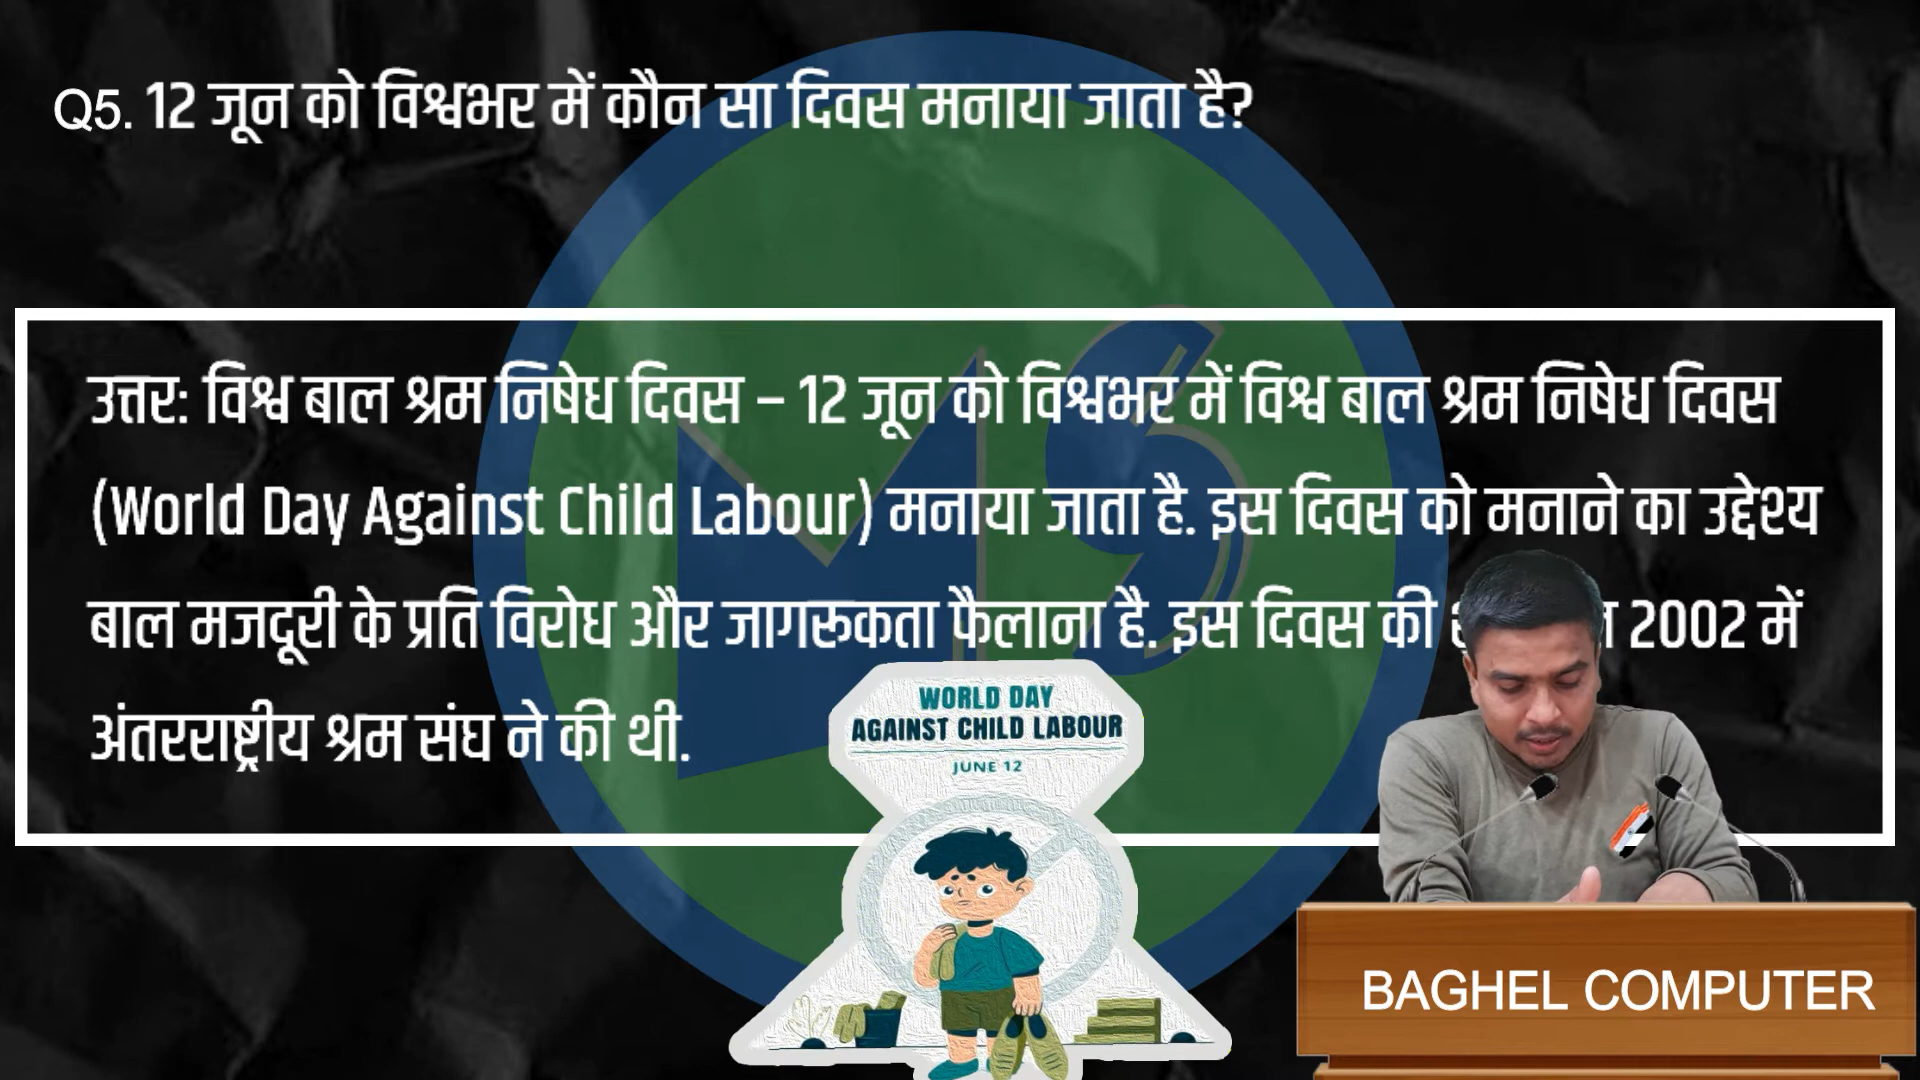 Q5. 12 जून को विश्वभर में कौन सा दिवस मनाया जाता है?
उत्तर: विश्व बाल श्रम निषेध दिवस – 12 जून को विश्वभर में विश्व बाल श्रम निषेध दिवस
(World Day Against Child Labour) मनाया जाता है. इस दिवस को मनाने का उद्देश्य
बाल मजदूरी के प्रति विरोध और जागरूकता फैलाना है. इस दिवस की 2002 में
अंतरराष्ट्रीय श्रम संघ ने की थी.
WORLD DAY
AGAINST CHILD LABOUR
JUNE 12
BAGHEL COMPUTER